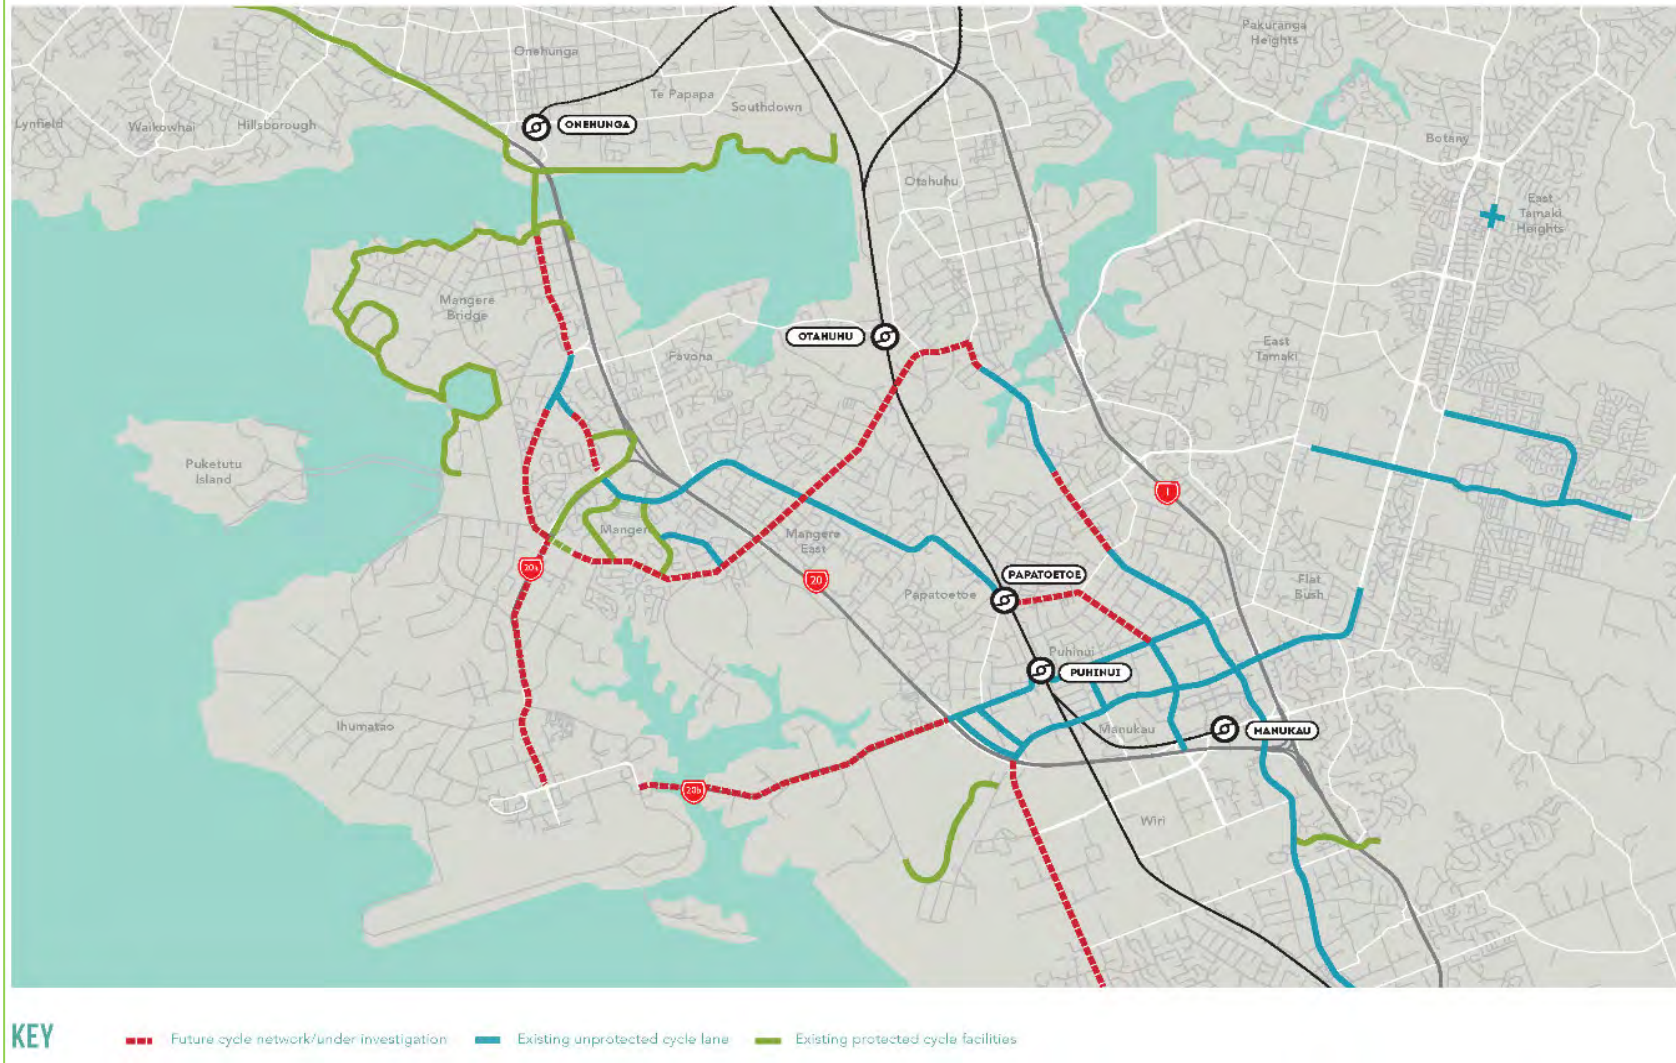 Pakuranga
Heights
Onehunga
Te Papapa
Southdown
Lynfield
Waikowhai
Hillsborough
ONEHUNGA
Botany
Otahuhu
East
Tamaki
Heights
Mangere
Bridge
OTAHUHU
Favona
East
Tamaki
Puketutu
Island
1
Manger
Mangere
East
20a
20
PAPATOETOE
Papatoetoe
Flat
Bush
Puhinui
PUHINUI
Ihumatao
Manukau
MANUKAU
20b
Wiri
KEY
Future cycle network/under investigation
Existing unprotected cycle lane
Existing protected cycle facilities